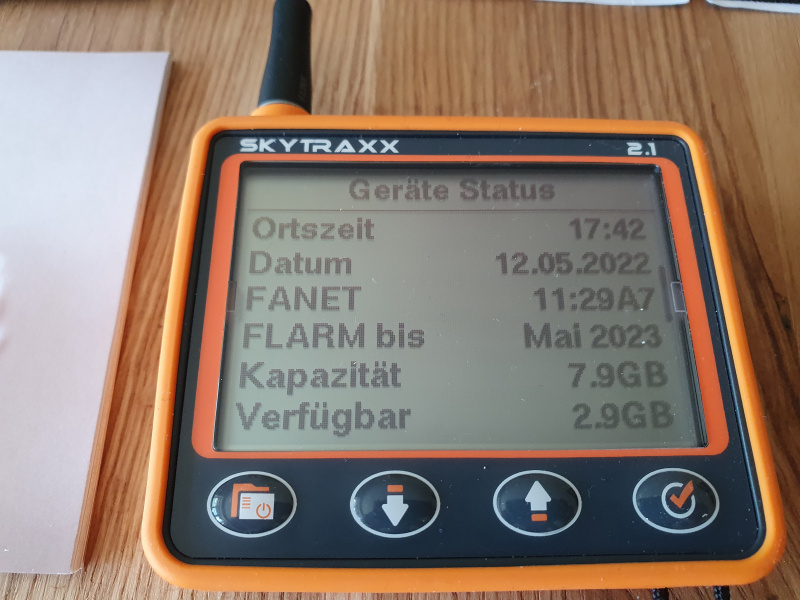 SKYTRAXX 2.1
Geräte Status
Ortszeit 17:42
Datum 12.05.2022
FANET 11:29A7
FLARM bis Mai 2023
Kapazität 7.9GB
Verfügbar 2.9GB